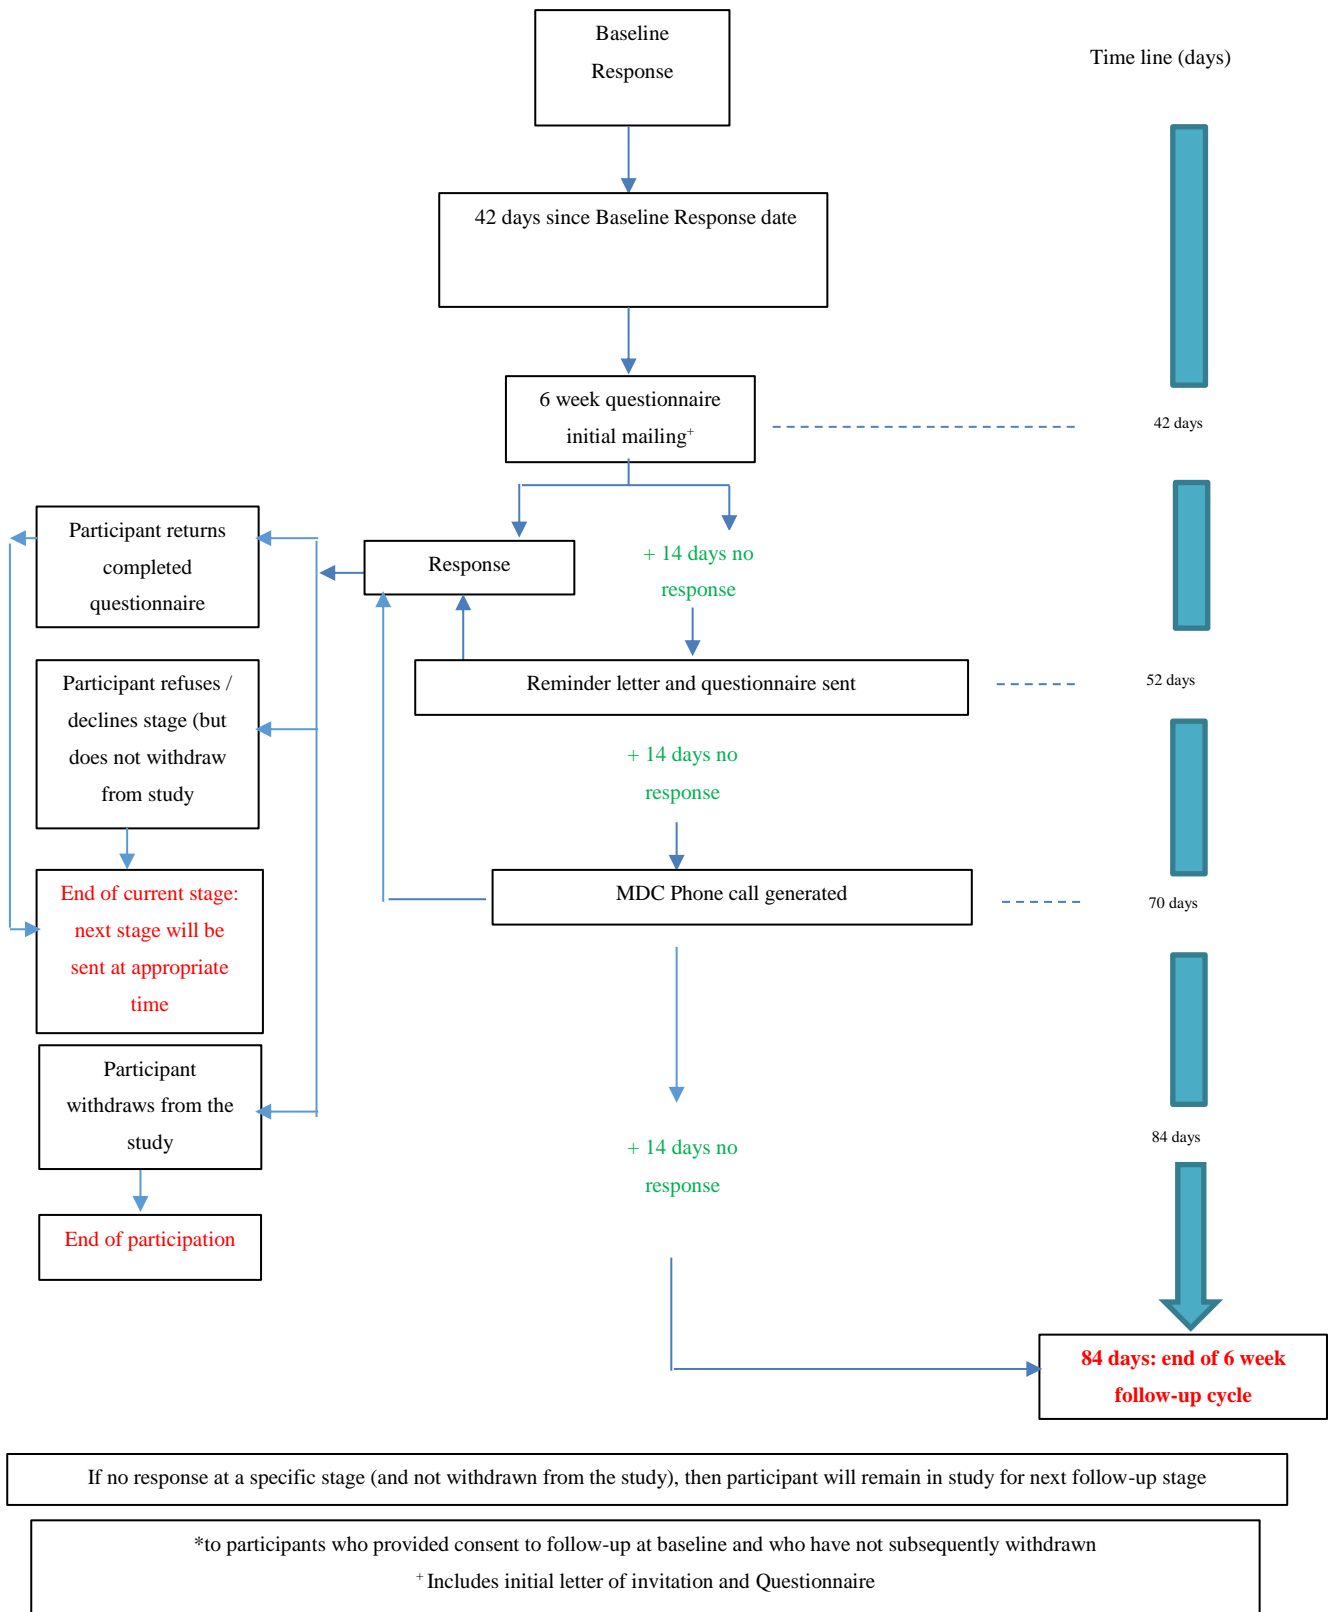 Baseline
Response
Time line (days)
42 days since Baseline Response date
6 week questionnaire
initial mailing+
42 days
Participant returns
completed
questionnaire
Response
+ 14 days no
response
Participant refuses /
declines stage (but
does not withdraw
from study
Reminder letter and questionnaire sent
52 days
+ 14 days no
response
End of current stage:
next stage will be
sent at appropriate
time
MDC Phone call generated
70 days
Participant
withdraws from the
study
+ 14 days no
response
84 days
End of participation
84 days: end of 6 week
follow-up cycle
If no response at a specific stage (and not withdrawn from the study), then participant will remain in study for next follow-up stage
*to participants who provided consent to follow-up at baseline and who have not subsequently withdrawn
+ Includes initial letter of invitation and Questionnaire